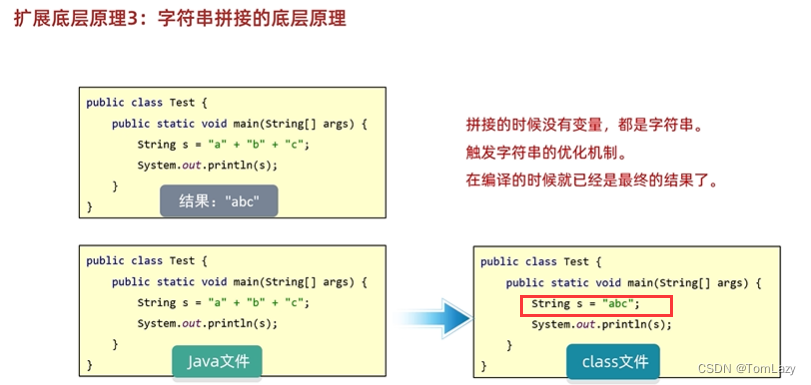 扩展底层原理3：字符串拼接的底层原理
public class Test {
    public static void main(String[] args) {
        String s = "a" + "b" + "c";
        System.out.println(s);
    }
}
结果："abc"
拼接的时候没有变量，都是字符串。
触发字符串的优化机制。
在编译的时候就已经是最终的结果了。
public class Test {
    public static void main(String[] args) {
        String s = "a" + "b" + "c";
        System.out.println(s);
    }
}
Java文件
public class Test {
    public static void main(String[] args) {
        String s = "abc";
        System.out.println(s);
    }
}
class文件
CSDN @TomLazy